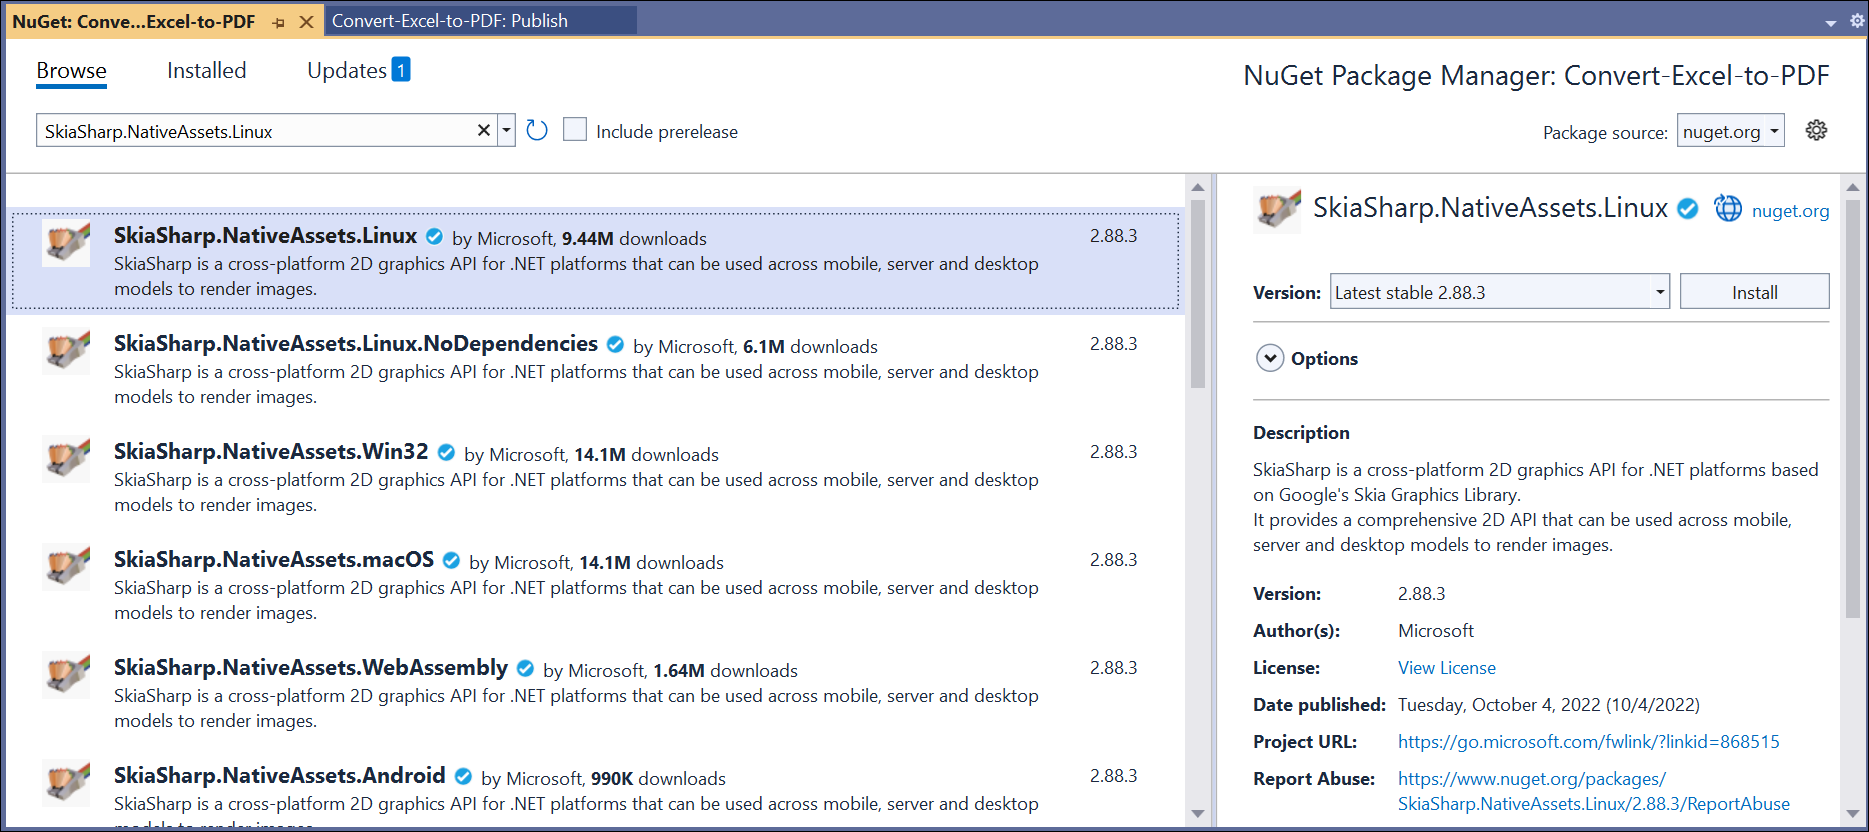 NuGet: Conve...Excel-to-PDF
Convert-Excel-to-PDF: Publish
Browse
Installed
Updates 1
NuGet Package Manager: Convert-Excel-to-PDF
SkiaSharp.NativeAssets.Linux
Include prerelease
Package source: nuget.org
SkiaSharp.NativeAssets.Linux by Microsoft, 9.44M downloads 2.88.3
SkiaSharp is a cross-platform 2D graphics API for .NET platforms that can be used across mobile, server and desktop
models to render images.
SkiaSharp.NativeAssets.Linux.NoDependencies by Microsoft, 6.1M downloads 2.88.3
SkiaSharp is a cross-platform 2D graphics API for .NET platforms that can be used across mobile, server and desktop
models to render images.
SkiaSharp.NativeAssets.Win32 by Microsoft, 14.1M downloads 2.88.3
SkiaSharp is a cross-platform 2D graphics API for .NET platforms that can be used across mobile, server and desktop
models to render images.
SkiaSharp.NativeAssets.macOS by Microsoft, 14.1M downloads 2.88.3
SkiaSharp is a cross-platform 2D graphics API for .NET platforms that can be used across mobile, server and desktop
models to render images.
SkiaSharp.NativeAssets.WebAssembly by Microsoft, 1.64M downloads 2.88.3
SkiaSharp is a cross-platform 2D graphics API for .NET platforms that can be used across mobile, server and desktop
models to render images.
SkiaSharp.NativeAssets.Android by Microsoft, 990K downloads 2.88.3
SkiaSharp is a cross-platform 2D graphics API for .NET platforms that can be used across mobile, server and desktop
models to render images.
SkiaSharp.NativeAssets.Linux nuget.org
Version: Latest stable 2.88.3 Install
Options
Description
SkiaSharp is a cross-platform 2D graphics API for .NET platforms based
on Google's Skia Graphics Library.
It provides a comprehensive 2D API that can be used across mobile,
server and desktop models to render images.
Version: 2.88.3
Author(s): Microsoft
License: View License
Date published: Tuesday, October 4, 2022 (10/4/2022)
Project URL: https://go.microsoft.com/fwlink/?linkid=868515
Report Abuse: https://www.nuget.org/packages/
SkiaSharp.NativeAssets.Linux/2.88.3/ReportAbuse